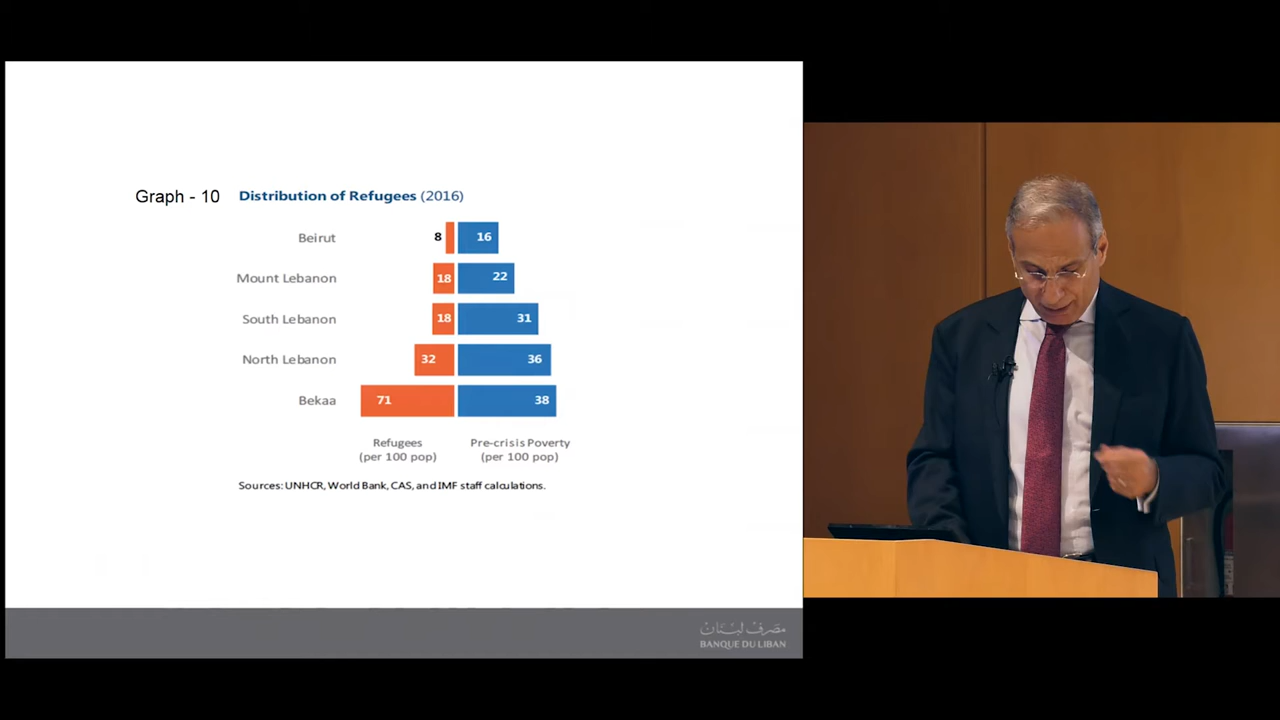 Graph - 10 Distribution of Refugees (2016)
Beirut 8 16
Mount Lebanon 18 22
South Lebanon 18 31
North Lebanon 32 36
Bekaa 71 38
Refugees
(per 100 pop)
Pre-crisis Poverty
(per 100 pop)
Sources: UNHCR, World Bank, CAS, and IMF staff calculations.
مصرف لبنان
BANQUE DU LIBAN